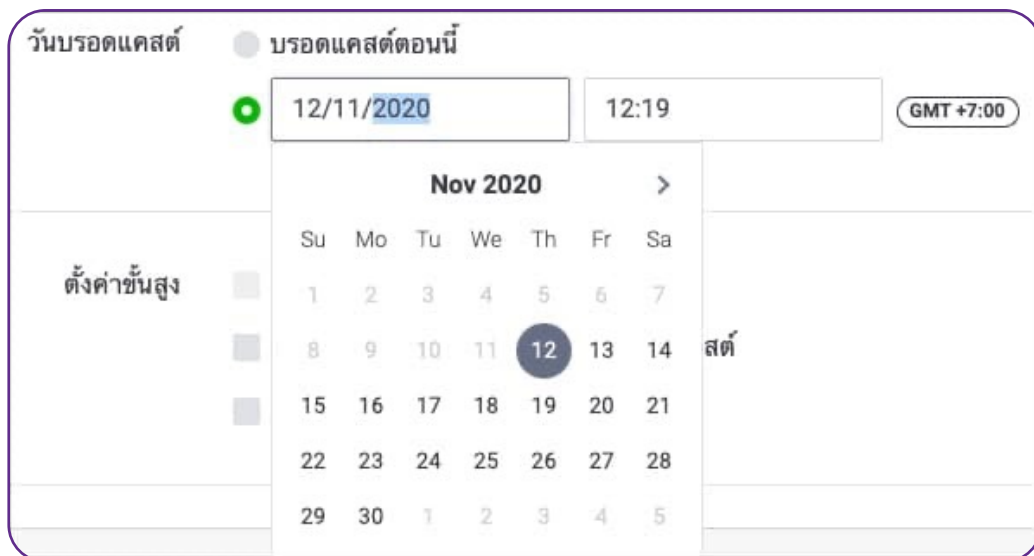 วันบรอดแคสต์ บรอดแคสต์ตอนนี้
12/11/2020 12:19 GMT +7:00
Nov 2020 >
Su Mo Tu We Th Fr Sa
1 2 3 4 5 6 7
ตั้งค่าขั้นสูง
8 9 10 11 12 13 14 สต์
15 16 17 18 19 20 21
22 23 24 25 26 27 28
29 30 1 2 3 4 5